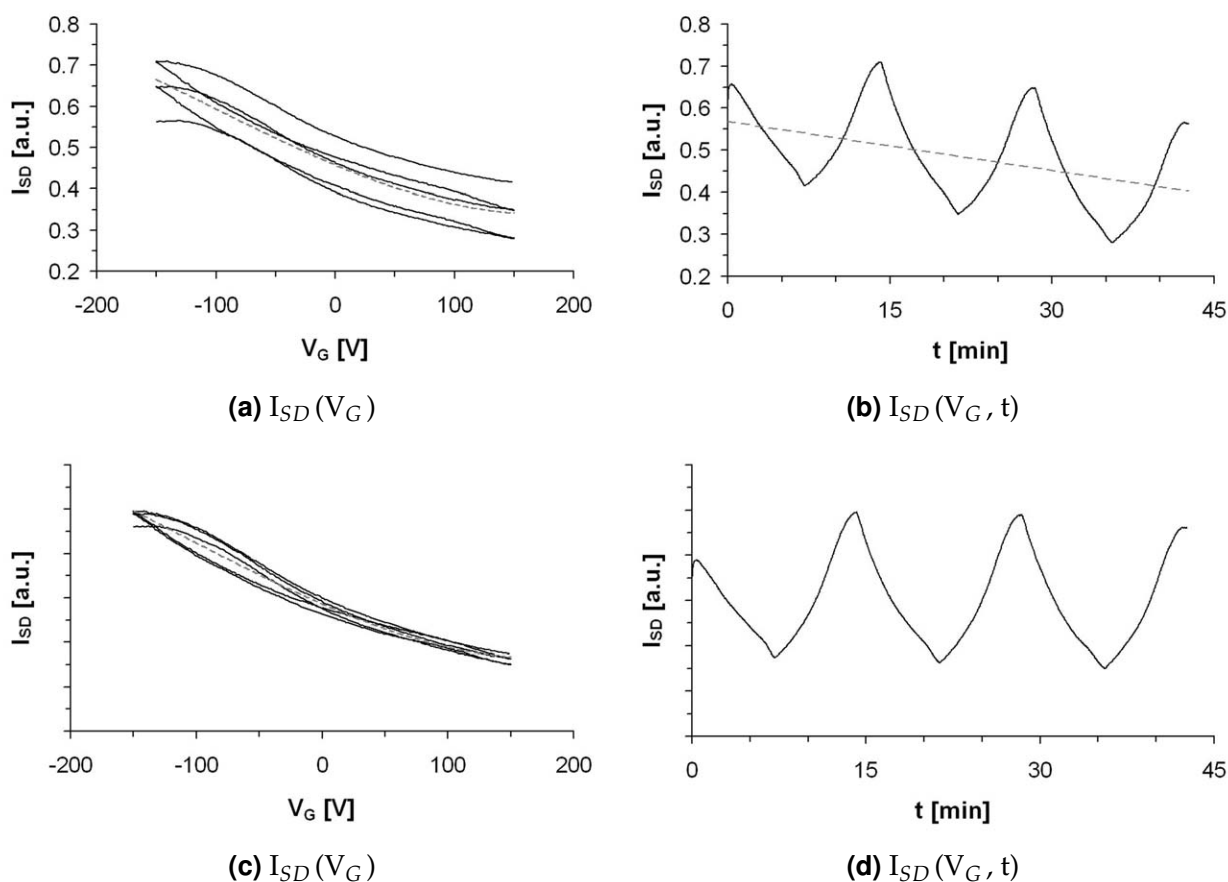 0.8
0.7
0.6
0.5
0.4
0.3
0.2
I_SD [a.u.]
-200 -100 0 100 200
V_G [V]
(a) I_SD(V_G)
0.8
0.7
0.6
0.5
0.4
0.3
0.2
I_SD [a.u.]
0 15 30 45
t [min]
(b) I_SD(V_G, t)
I_SD [a.u.]
-200 -100 0 100 200
V_G [V]
(c) I_SD(V_G)
I_SD [a.u.]
0 15 30 45
t [min]
(d) I_SD(V_G, t)